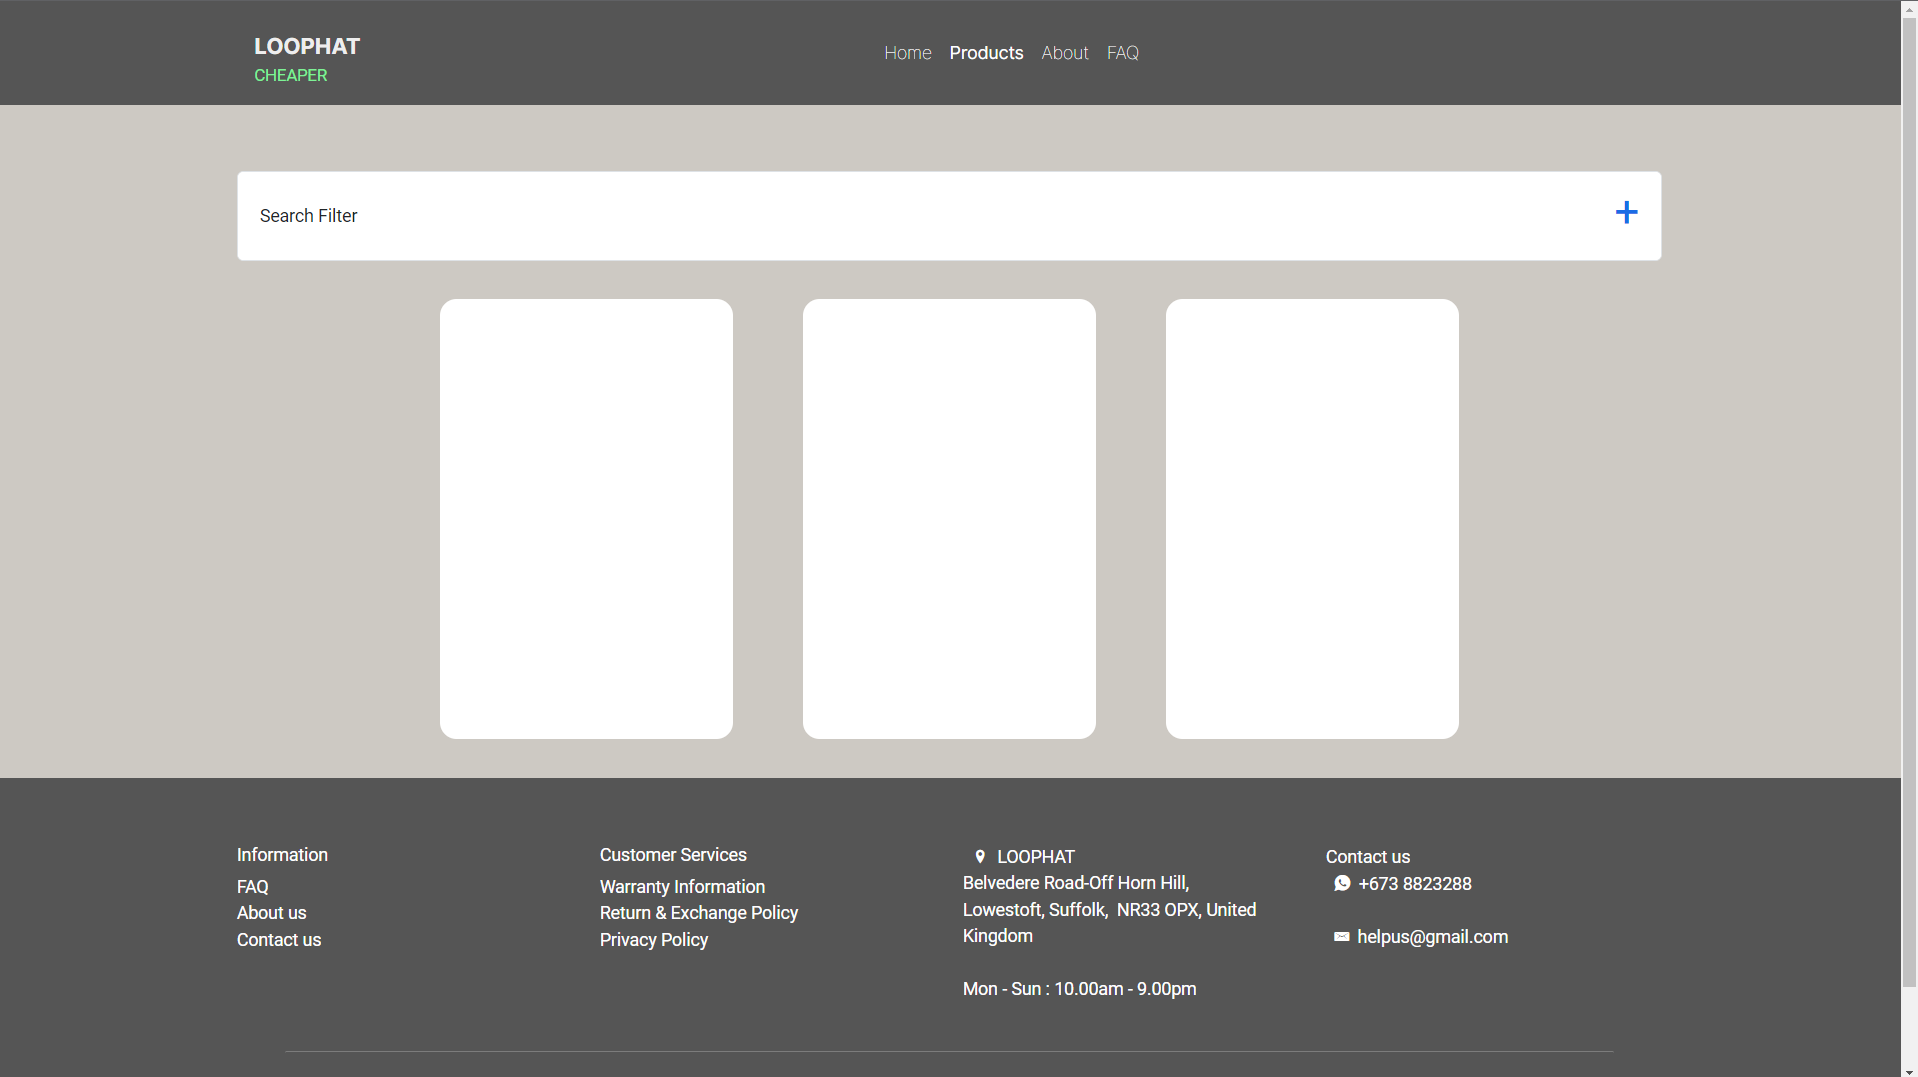 LOOPHAT
CHEAPER
Home Products About FAQ
Search Filter
Information
FAQ
About us
Contact us
Customer Services
Warranty Information
Return & Exchange Policy
Privacy Policy
LOOPHAT
Belvedere Road-Off Horn Hill,
Lowestoft, Suffolk, NR33 OPX, United
Kingdom
Mon - Sun : 10.00am - 9.00pm
Contact us
+673 8823288
helpus@gmail.com